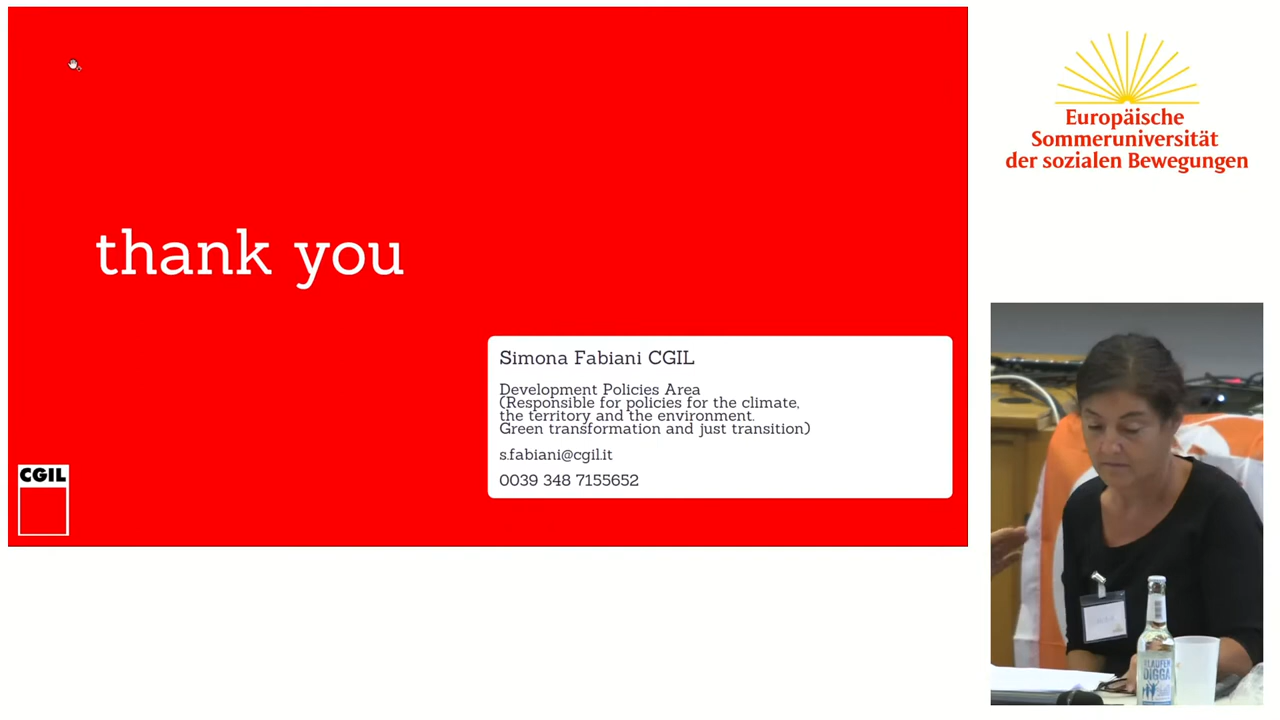 thank you
Simona Fabiani CGIL
Development Policies Area
(Responsible for policies for the climate,
the territory and the environment.
Green transformation and just transition)
s.fabiani@cgil.it
0039 348 7155652
CGIL
Europäische
Sommeruniversität
der sozialen Bewegungen
DIGGA